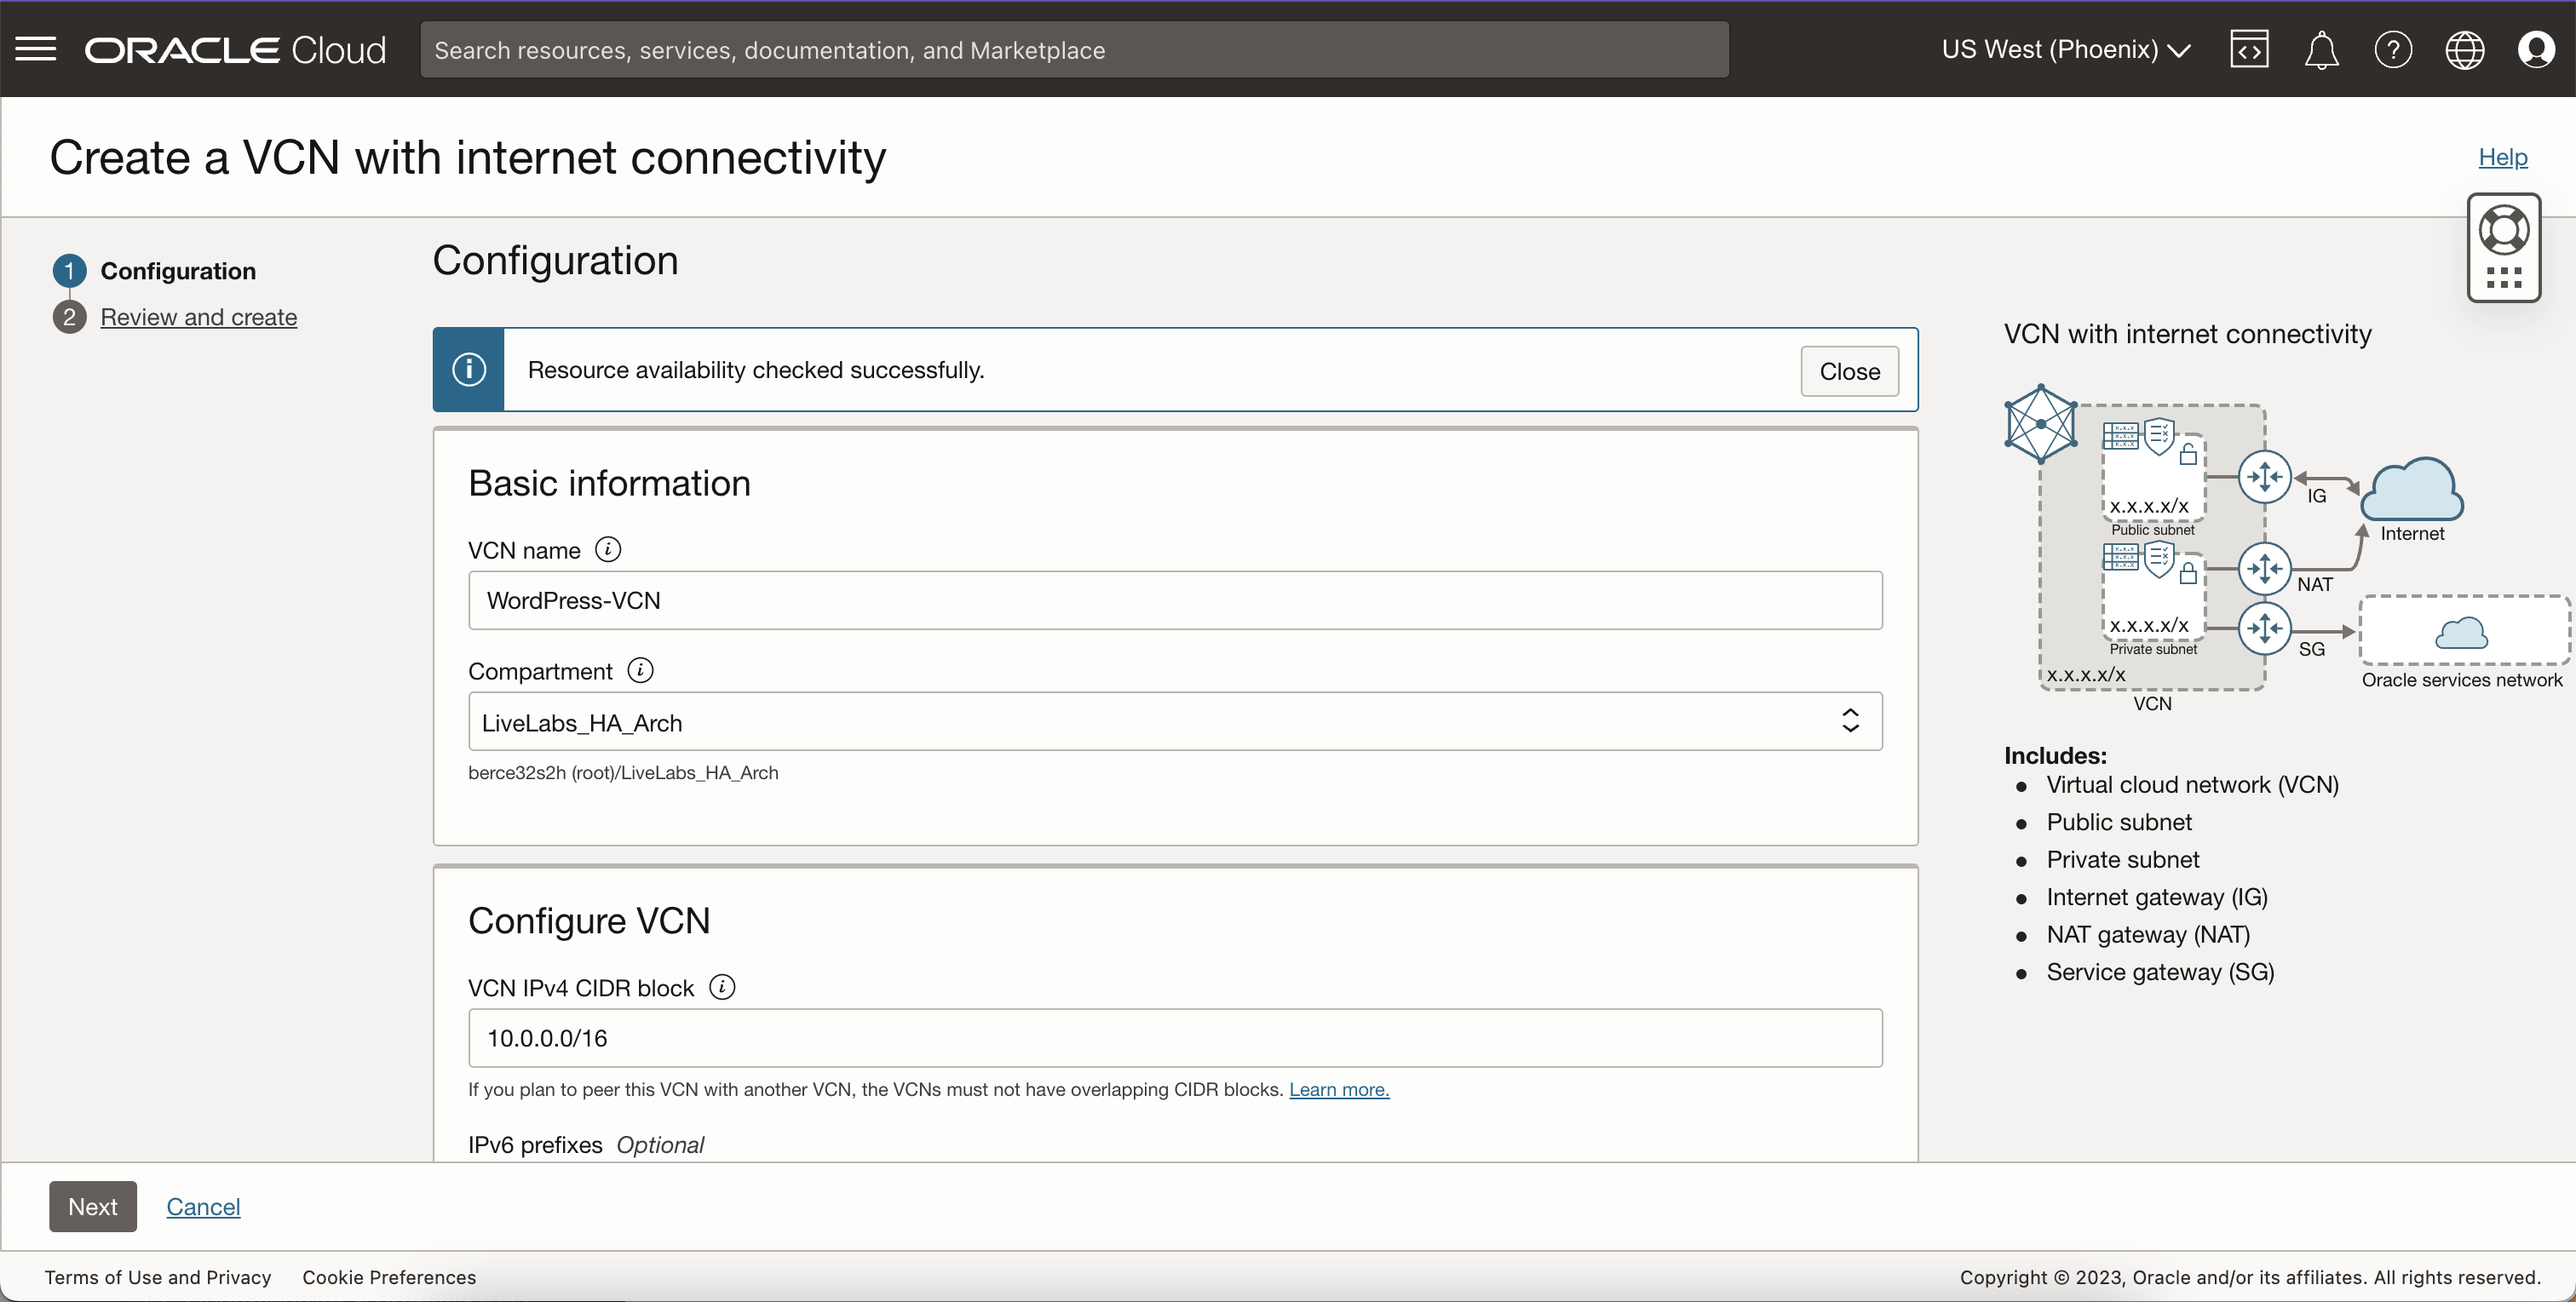 ORACLE Cloud
Search resources, services, documentation, and Marketplace
US West (Phoenix)
Create a VCN with internet connectivity
Help
1 Configuration
2 Review and create
Configuration
Resource availability checked successfully.
Close
Basic information
VCN name
WordPress-VCN
Compartment
LiveLabs_HA_Arch
berce32s2h (root)/LiveLabs_HA_Arch
Configure VCN
VCN IPv4 CIDR block
10.0.0.0/16
If you plan to peer this VCN with another VCN, the VCNs must not have overlapping CIDR blocks. Learn more.
IPv6 prefixes Optional
VCN with internet connectivity
x.x.x.x/x
Public subnet
IG
Internet
x.x.x.x/x
Private subnet
NAT
SG
x.x.x.x/x
VCN
Oracle services network
Includes:
Virtual cloud network (VCN)
Public subnet
Private subnet
Internet gateway (IG)
NAT gateway (NAT)
Service gateway (SG)
Next
Cancel
Terms of Use and Privacy
Cookie Preferences
Copyright © 2023, Oracle and/or its affiliates. All rights reserved.